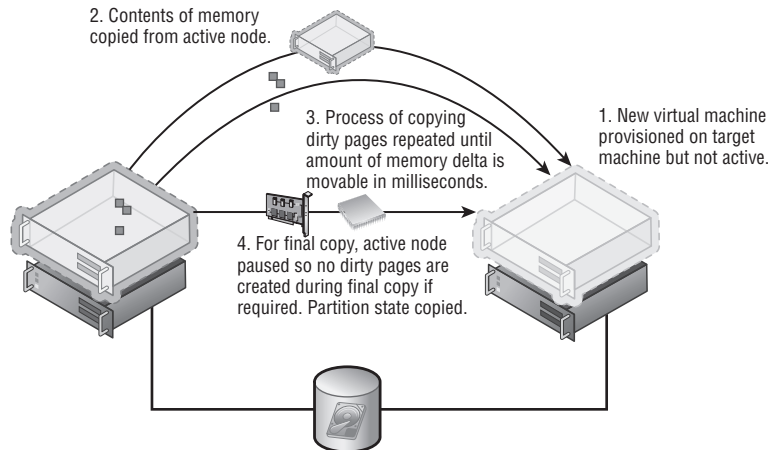 2. Contents of memory
copied from active node.
3. Process of copying
dirty pages repeated until
amount of memory delta is
movable in milliseconds.
1. New virtual machine
provisioned on target
machine but not active.
4. For final copy, active node
paused so no dirty pages are
created during final copy if
required. Partition state copied.